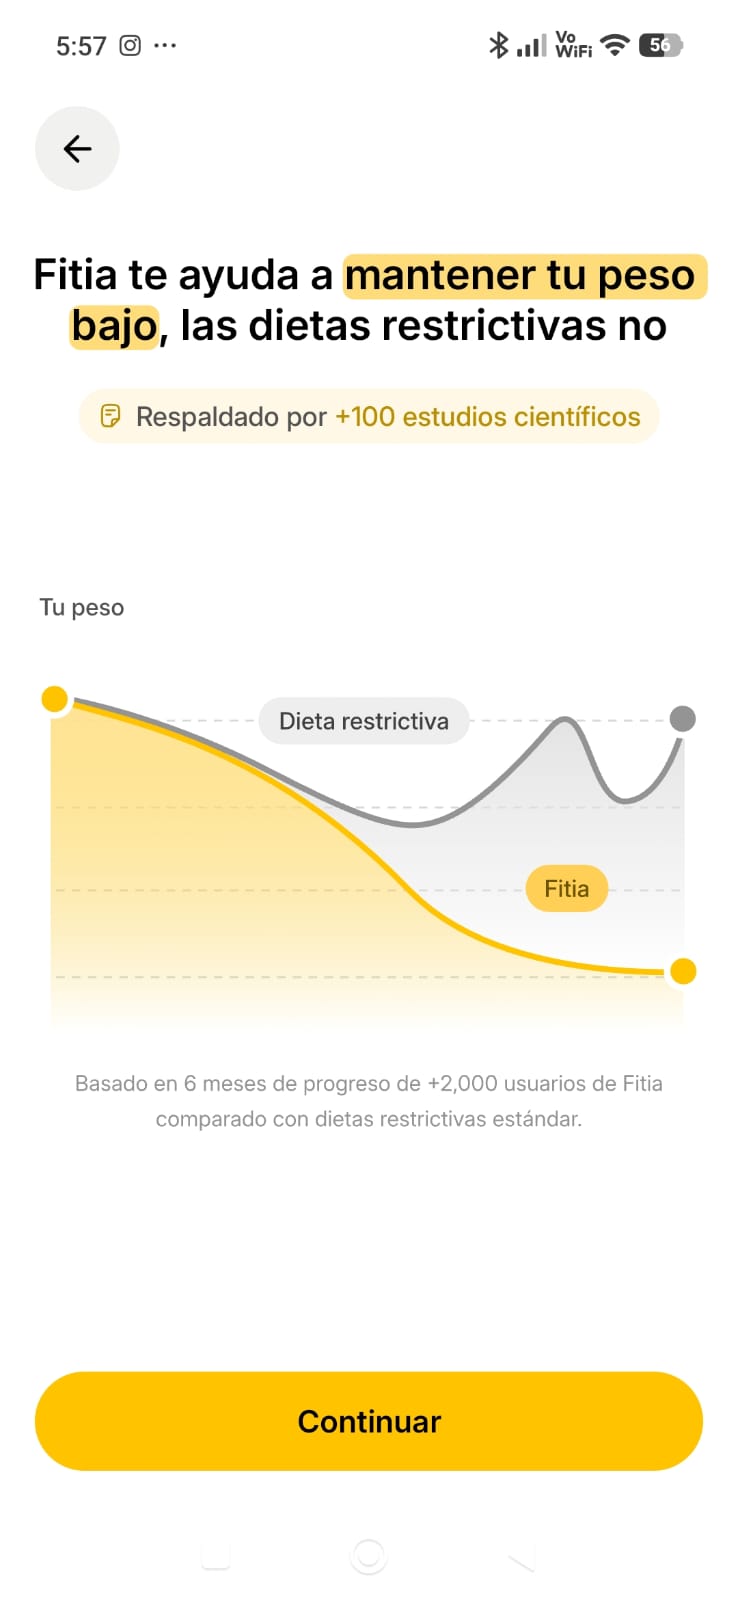 5:57
Vo
WiFi
56
Fitia te ayuda a mantener tu peso
bajo, las dietas restrictivas no
Respaldado por +100 estudios científicos
Tu peso
Dieta restrictiva
Fitia
Basado en 6 meses de progreso de +2,000 usuarios de Fitia
comparado con dietas restrictivas estándar.
Continuar